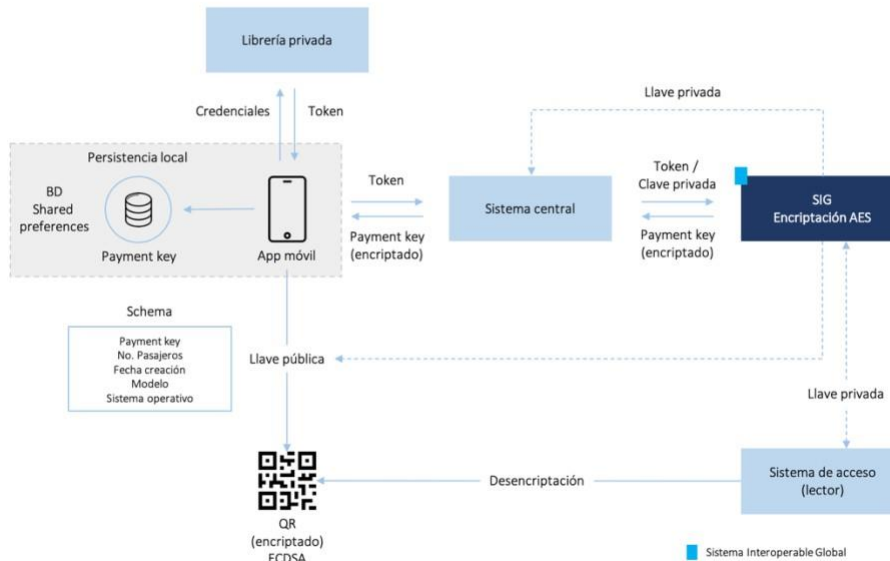 Librería privada
Llave privada
Credenciales
Token
Persistencia local
BD
Shared
preferences
Payment key
App móvil
Token
Payment key
(encriptado)
Sistema central
Token /
Clave privada
Payment key
(encriptado)
SIG
Encriptación AES
Schema
Payment key
No. Pasajeros
Fecha creación
Modelo
Sistema operativo
Llave pública
Llave privada
Desencriptación
Sistema de acceso
(lector)
QR
(encriptado)
ECDSA
Sistema Interoperable Global